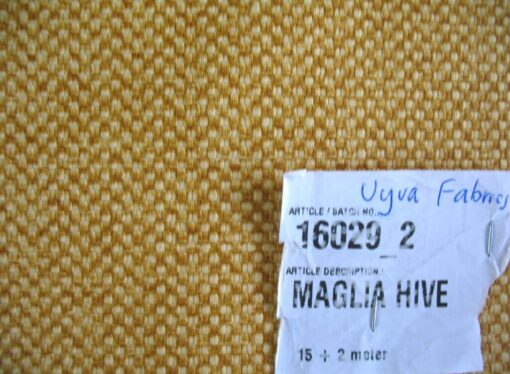 Uyva Fabrics
ARTICLE / BATCH NO.:
16029_2
ARTICLE DESCRIPTION:
MAGLIA HIVE
15 + 2 meter